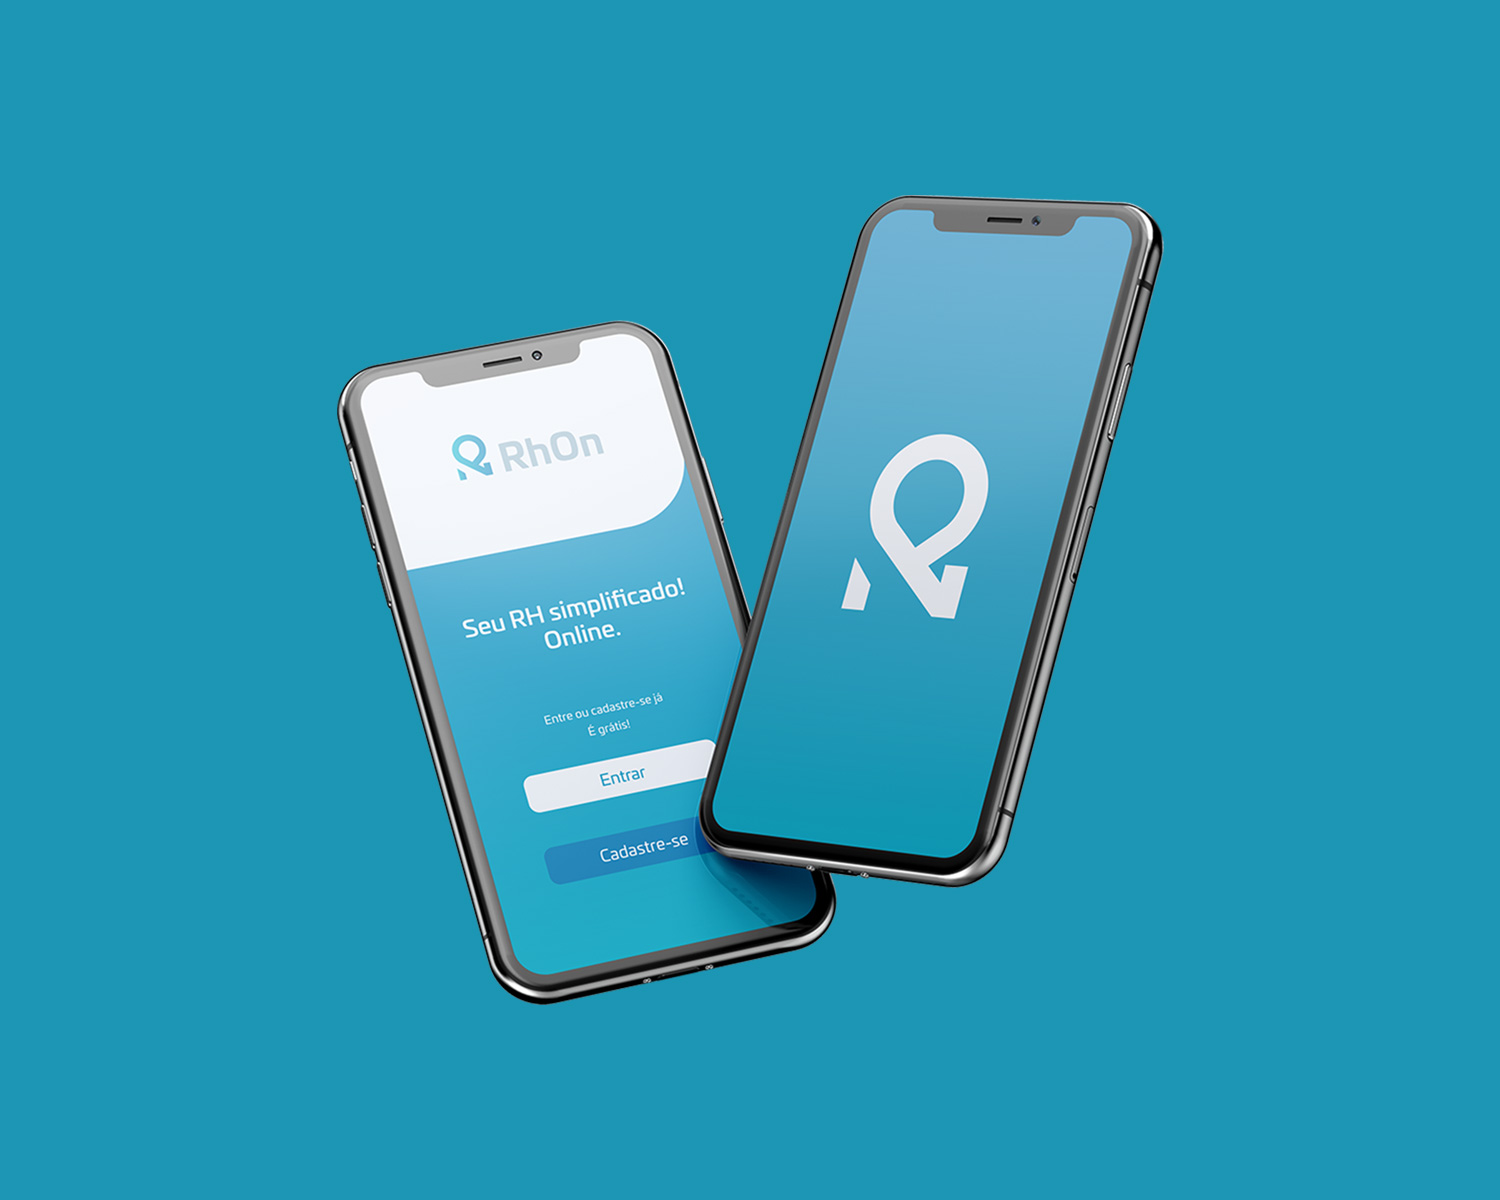 RhOn
Seu RH simplificado!
Online.
Entre ou cadastre-se já
É grátis!
Entrar
Cadastre-se